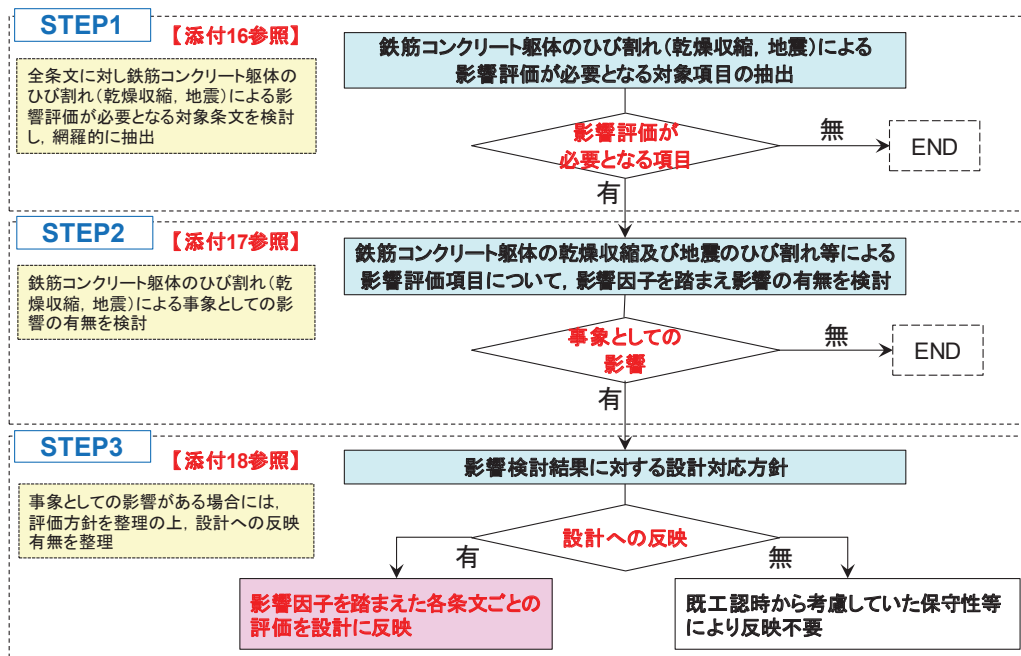 STEP1
【添付16参照】
全条文に対し鉄筋コンクリート躯体の
ひび割れ(乾燥収縮, 地震)による影
響評価が必要となる対象条文を検討
し, 網羅的に抽出
鉄筋コンクリート躯体のひび割れ(乾燥収縮, 地震)による
影響評価が必要となる対象項目の抽出
影響評価が
必要となる項目
無
END
有
STEP2
【添付17参照】
鉄筋コンクリート躯体のひび割れ(乾
燥収縮, 地震)による事象としての影
響の有無を検討
鉄筋コンクリート躯体の乾燥収縮及び地震のひび割れ等による
影響評価項目について, 影響因子を踏まえ影響の有無を検討
事象としての
影響
無
END
有
STEP3
【添付18参照】
事象としての影響がある場合には,
評価方針を整理の上, 設計への反映
有無を整理
影響検討結果に対する設計対応方針
設計への反映
有
無
影響因子を踏まえた各条文ごとの
評価を設計に反映
既工認時から考慮していた保守性等
により反映不要